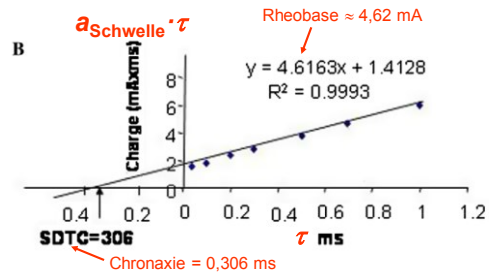 a_Schwelle·τ
Rheobase ≈ 4,62 mA
B
y = 4.6163x + 1.4128
R² = 0.9993
Charge (mAxms)
8
6
4
2
0
0.4 0.2 0 0.2 0.4 0.6 0.8 1 1.2
SDTC=306
τ ms
Chronaxie = 0,306 ms